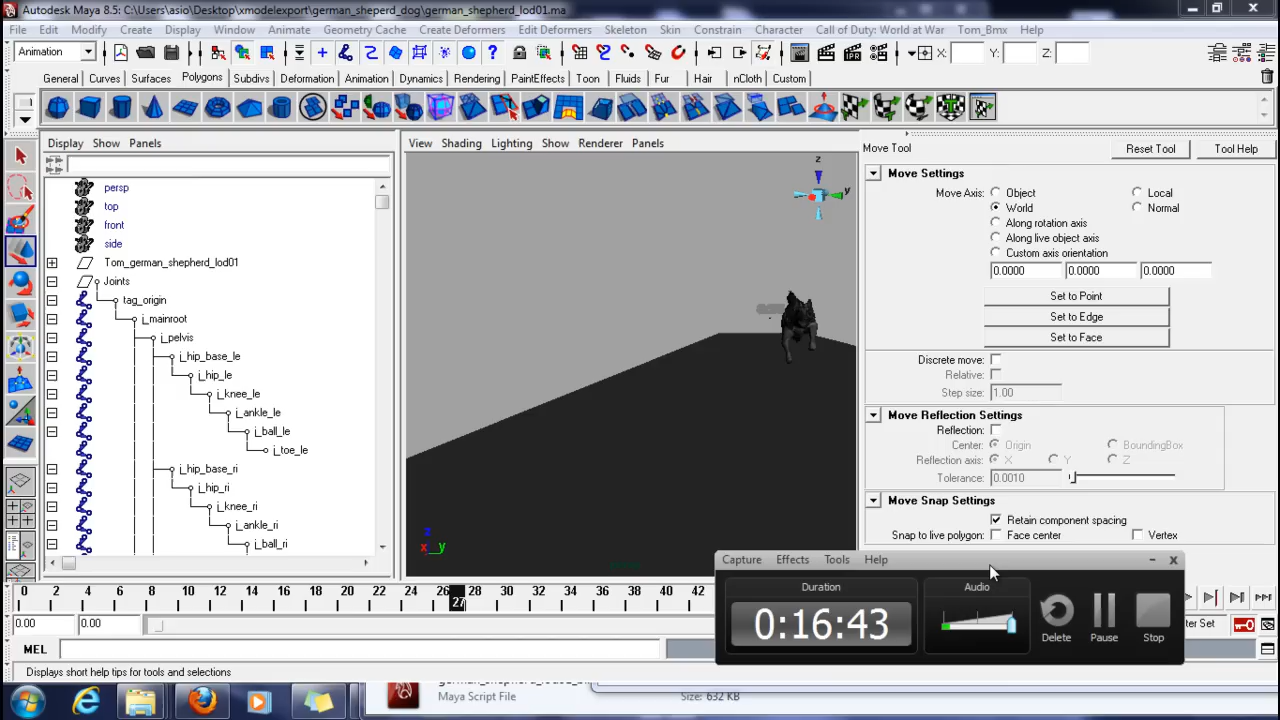 Autodesk Maya 8.5: C:\Users\asio\Desktop\xmodelexport\german_sheperd_dog\german_shepherd_lod01.ma
File Edit Modify Create Display Window Animate Geometry Cache Create Deformers Edit Deformers Skeleton Skin Constrain Character Call of Duty: World at War Tom_Bmx Help
Animation X: Y: Z:
General Curves Surfaces Polygons Subdivs Deformation Animation Dynamics Rendering PaintEffects Toon Fluids Fur Hair nCloth Custom
Display Show Panels
View Shading Lighting Show Renderer Panels
Move Tool Reset Tool Tool Help
persp
top
front
side
Tom_german_shepherd_lod01
Joints
tag_origin
j_mainroot
j_pelvis
j_hip_base_le
j_hip_le
j_knee_le
j_ankle_le
j_ball_le
j_toe_le
j_hip_base_ri
j_hip_ri
j_knee_ri
j_ankle_ri
j_ball_ri
z
y
z
x y
Move Settings
Move Axis: Object Local
World Normal
Along rotation axis
Along live object axis
Custom axis orientation
0.0000 0.0000 0.0000
Set to Point
Set to Edge
Set to Face
Discrete move:
Relative:
Step size: 1.00
Move Reflection Settings
Reflection:
Center: Origin BoundingBox
Reflection axis: X Y Z
Tolerance: 0.0010
Move Snap Settings
Retain component spacing
Snap to live polygon: Face center Vertex
Capture Effects Tools Help
Duration Audio
0:16:43
Delete Pause Stop
0 2 4 6 8 10 12 14 16 18 20 22 24 26 28 30 32 34 36 38 40 42
27
0.00 0.00
ter Set
MEL
Displays short help tips for tools and selections
Maya Script File Size: 632 KB